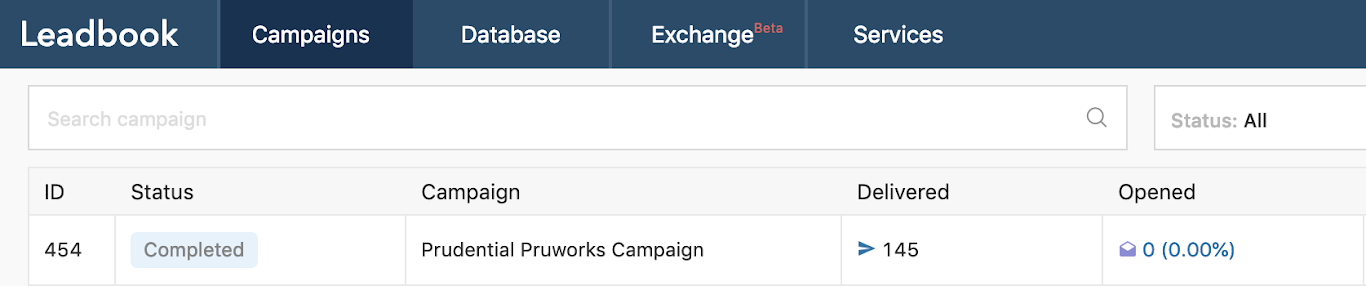 Leadbook Campaigns Database Exchange Beta Services
Search campaign Status: All
ID Status Campaign Delivered Opened
454 Completed Prudential Pruworks Campaign 145 0 (0.00%)